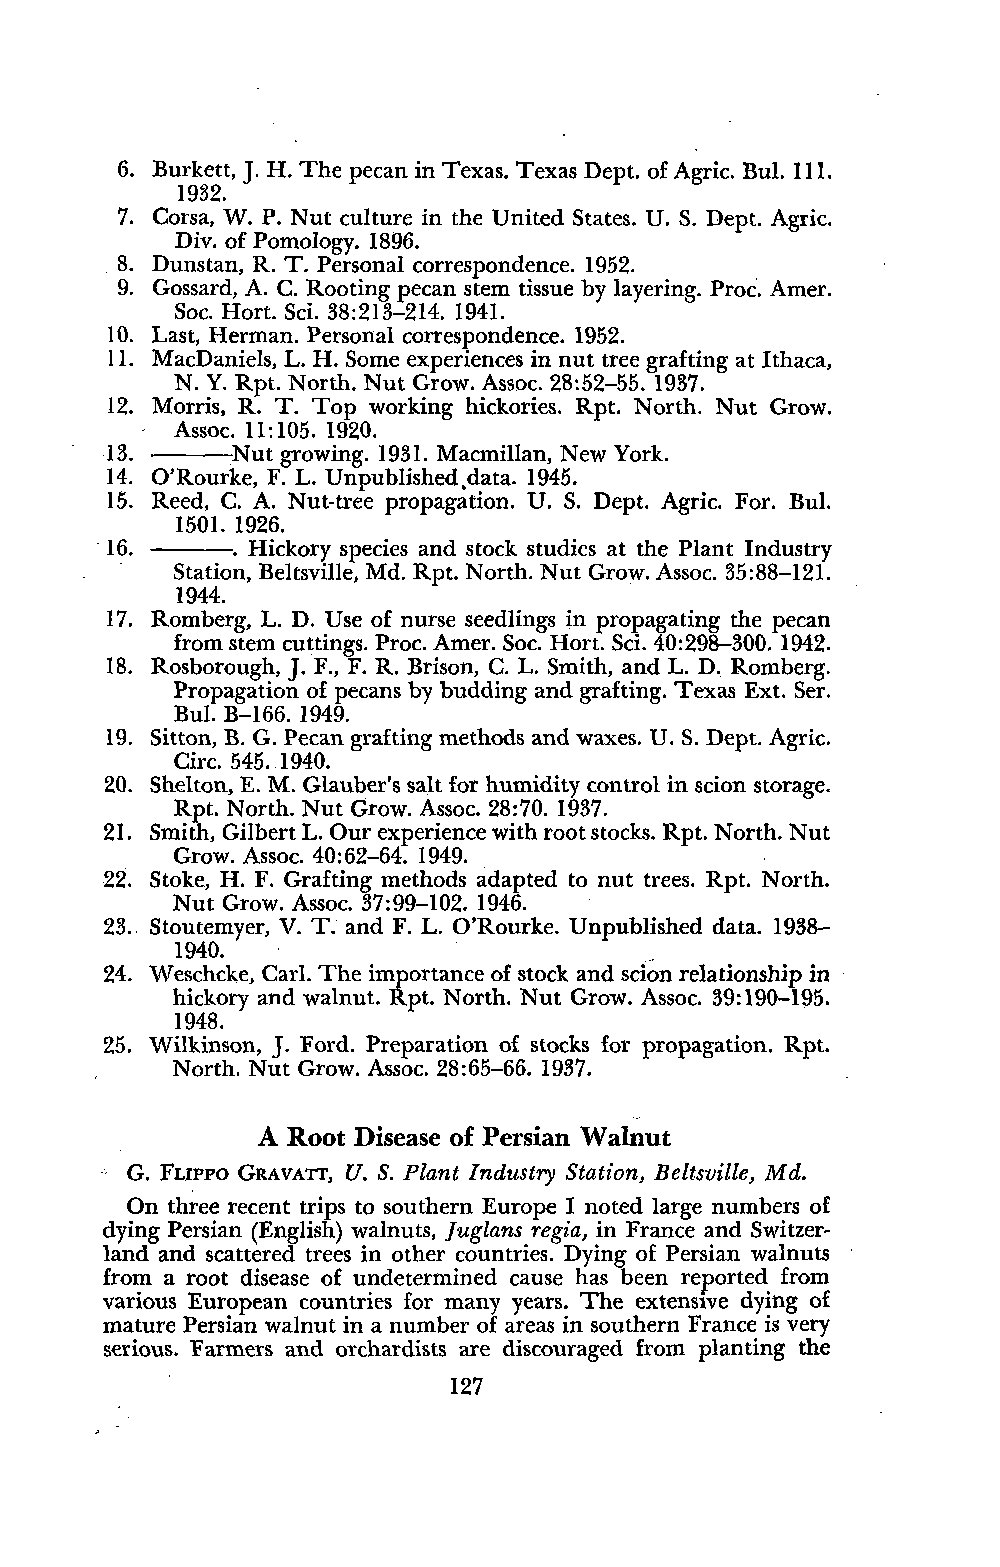 6. Burkett, J. H. The pecan in Texas. Texas Dept. of Agric. Bul. 111.
1932.
7. Corsa, W. P. Nut culture in the United States. U. S. Dept. Agric.
Div. of Pomology. 1896.
8. Dunstan, R. T. Personal correspondence. 1952.
9. Gossard, A. C. Rooting pecan stem tissue by layering. Proc. Amer.
Soc. Hort. Sci. 38:213–214. 1941.
10. Last, Herman. Personal correspondence. 1952.
11. MacDaniels, L. H. Some experiences in nut tree grafting at Ithaca,
N. Y. Rpt. North. Nut Grow. Assoc. 28:52–55. 1937.
12. Morris, R. T. Top working hickories. Rpt. North. Nut Grow.
Assoc. 11:105. 1920.
13. ———Nut growing. 1931. Macmillan, New York.
14. O'Rourke, F. L. Unpublished data. 1945.
15. Reed, C. A. Nut-tree propagation. U. S. Dept. Agric. For. Bul.
1501. 1926.
16. ———. Hickory species and stock studies at the Plant Industry
Station, Beltsville, Md. Rpt. North. Nut Grow. Assoc. 35:88–121.
1944.
17. Romberg, L. D. Use of nurse seedlings in propagating the pecan
from stem cuttings. Proc. Amer. Soc. Hort. Sci. 40:298–300. 1942.
18. Rosborough, J. F., F. R. Brison, C. L. Smith, and L. D. Romberg.
Propagation of pecans by budding and grafting. Texas Ext. Ser.
Bul. B–166. 1949.
19. Sitton, B. G. Pecan grafting methods and waxes. U. S. Dept. Agric.
Circ. 545. 1940.
20. Shelton, E. M. Glauber's salt for humidity control in scion storage.
Rpt. North. Nut Grow. Assoc. 28:70. 1937.
21. Smith, Gilbert L. Our experience with root stocks. Rpt. North. Nut
Grow. Assoc. 40:62–64. 1949.
22. Stoke, H. F. Grafting methods adapted to nut trees. Rpt. North.
Nut Grow. Assoc. 37:99–102. 1946.
23. Stoutemyer, V. T. and F. L. O'Rourke. Unpublished data. 1938–
1940.
24. Weschcke, Carl. The importance of stock and scion relationship in
hickory and walnut. Rpt. North. Nut Grow. Assoc. 39:190–195.
1948.
25. Wilkinson, J. Ford. Preparation of stocks for propagation. Rpt.
North. Nut Grow. Assoc. 28:65–66. 1937.
A Root Disease of Persian Walnut
G. FLIPPO GRAVATT, U. S. Plant Industry Station, Beltsville, Md.
On three recent trips to southern Europe I noted large numbers of
dying Persian (English) walnuts, Juglans regia, in France and Switzer-
land and scattered trees in other countries. Dying of Persian walnuts
from a root disease of undetermined cause has been reported from
various European countries for many years. The extensive dying of
mature Persian walnut in a number of areas in southern France is very
serious. Farmers and orchardists are discouraged from planting the
127